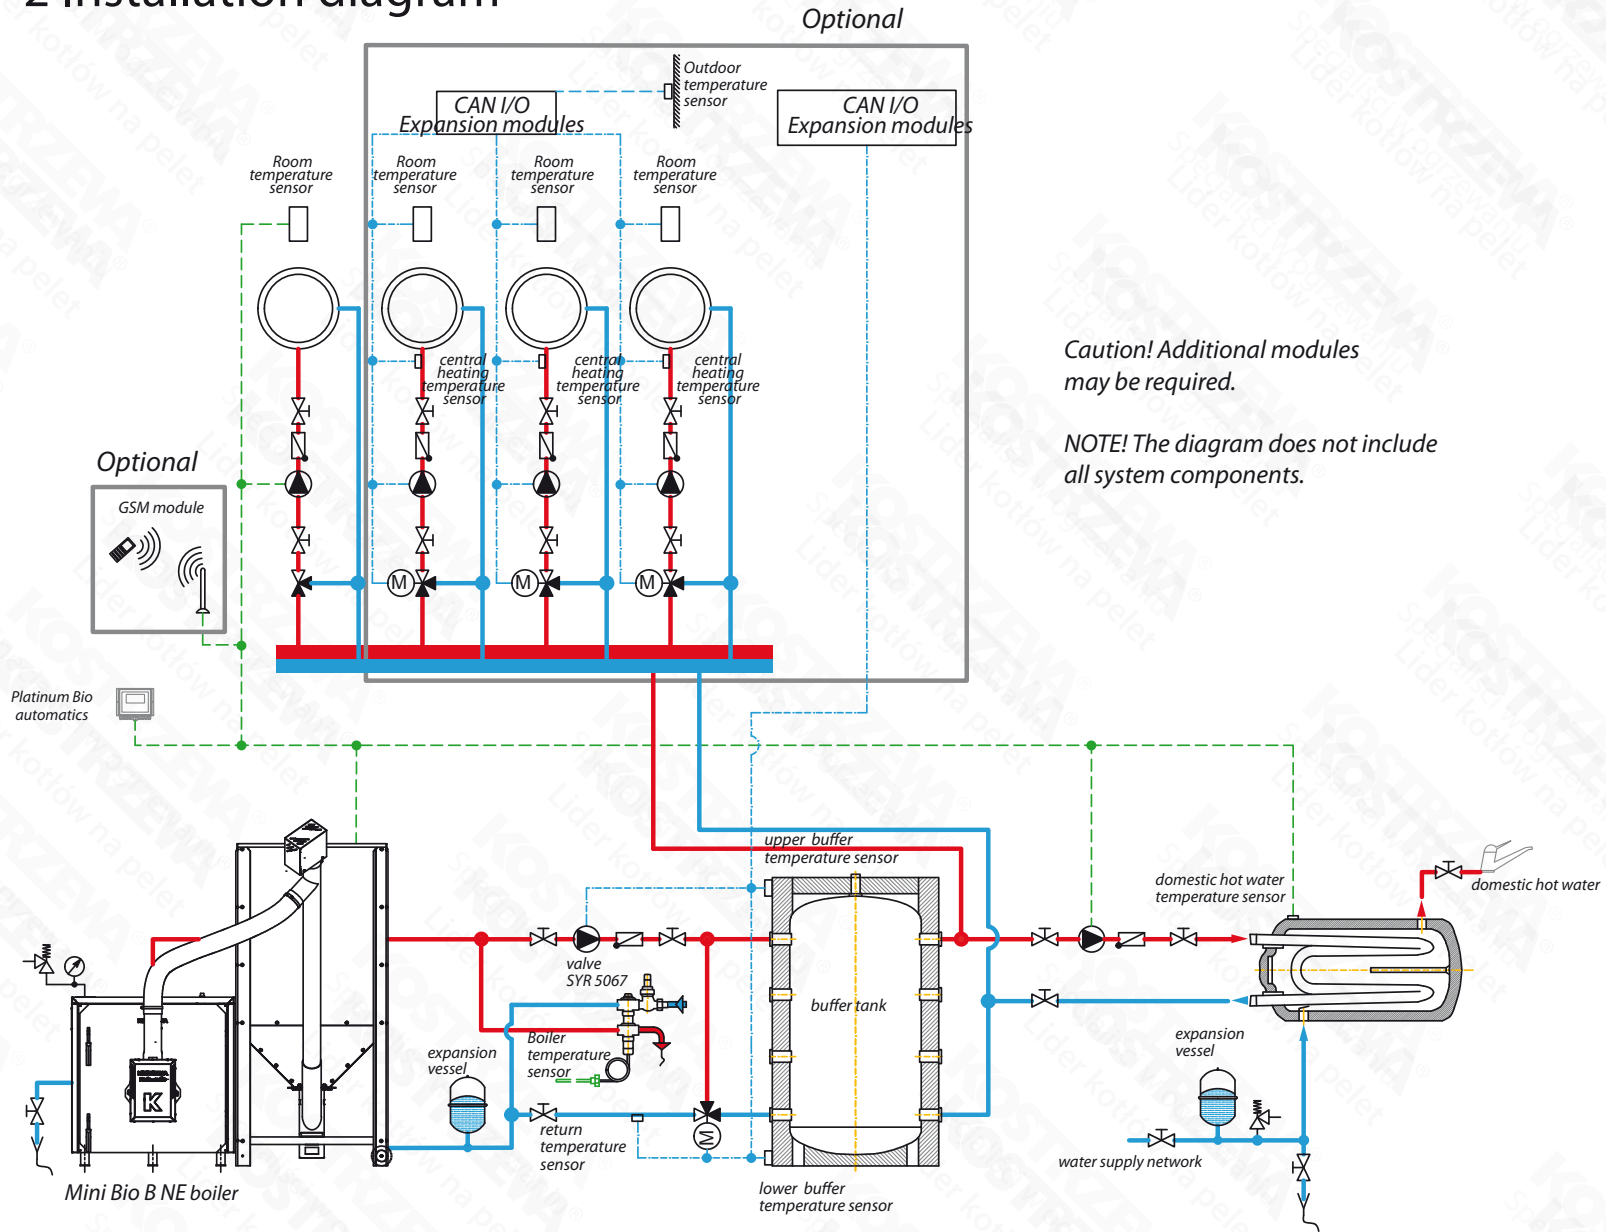 2 Installation diagram
Optional
Outdoor
temperature
sensor
CAN I/O
Expansion modules
CAN I/O
Expansion modules
Room
temperature
sensor
Room
temperature
sensor
Room
temperature
sensor
Room
temperature
sensor
central
heating
temperature
sensor
central
heating
temperature
sensor
central
heating
temperature
sensor
Caution! Additional modules
may be required.
NOTE! The diagram does not include
all system components.
Optional
GSM module
M
M
M
Platinum Bio
automatics
upper buffer
temperature sensor
domestic hot water
temperature sensor
domestic hot water
valve
SYR 5067
buffer tank
Boiler
temperature
sensor
expansion
vessel
expansion
vessel
K
return
temperature
sensor
M
water supply network
Mini Bio B NE boiler
lower buffer
temperature sensor
KOSTRZEWA®
Lider kotłów na pelet